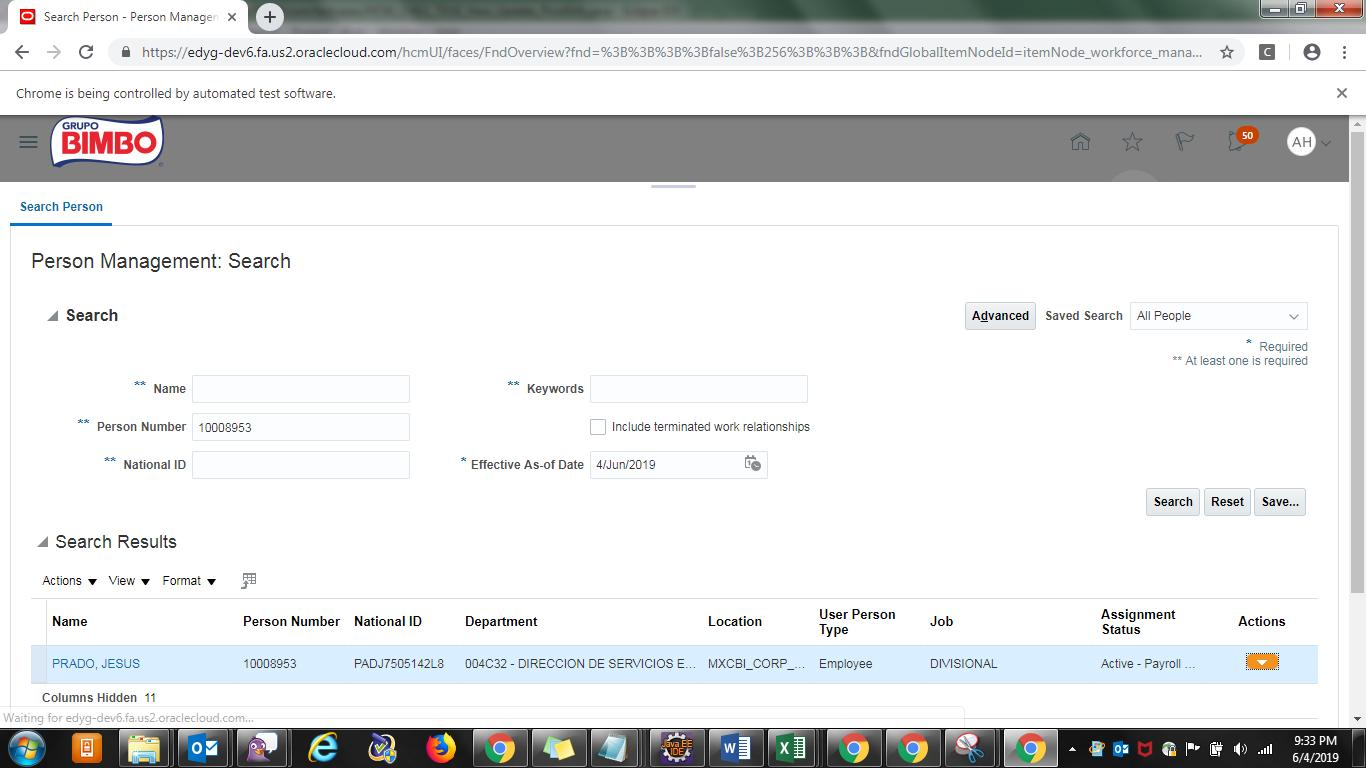 Search Person - Person Manager
https://edyg-dev6.fa.us2.oraclecloud.com/hcmUI/faces/FndOverview?fnd=%3B%3B%3B%3Bfalse%3B256%3B%3B%3B&fndGlobalItemNodeId=itemNode_workforce_mana...
C
Chrome is being controlled by automated test software.
GRUPO
BIMBO
50
AH
Search Person
Person Management: Search
Search
Advanced Saved Search All People
* Required
** At least one is required
** Name
** Keywords
** Person Number 10008953
Include terminated work relationships
** National ID
* Effective As-of Date 4/Jun/2019
Search Reset Save...
Search Results
Actions View Format
Name Person Number National ID Department Location User Person Type Job Assignment Status Actions
PRADO, JESUS 10008953 PADJ7505142L8 004C32 - DIRECCION DE SERVICIOS E... MXCBI_CORP_... Employee DIVISIONAL Active - Payroll ...
Columns Hidden 11
Waiting for edyg-dev6.fa.us2.oraclecloud.com...
Java EE
IDE
9:33 PM
6/4/2019